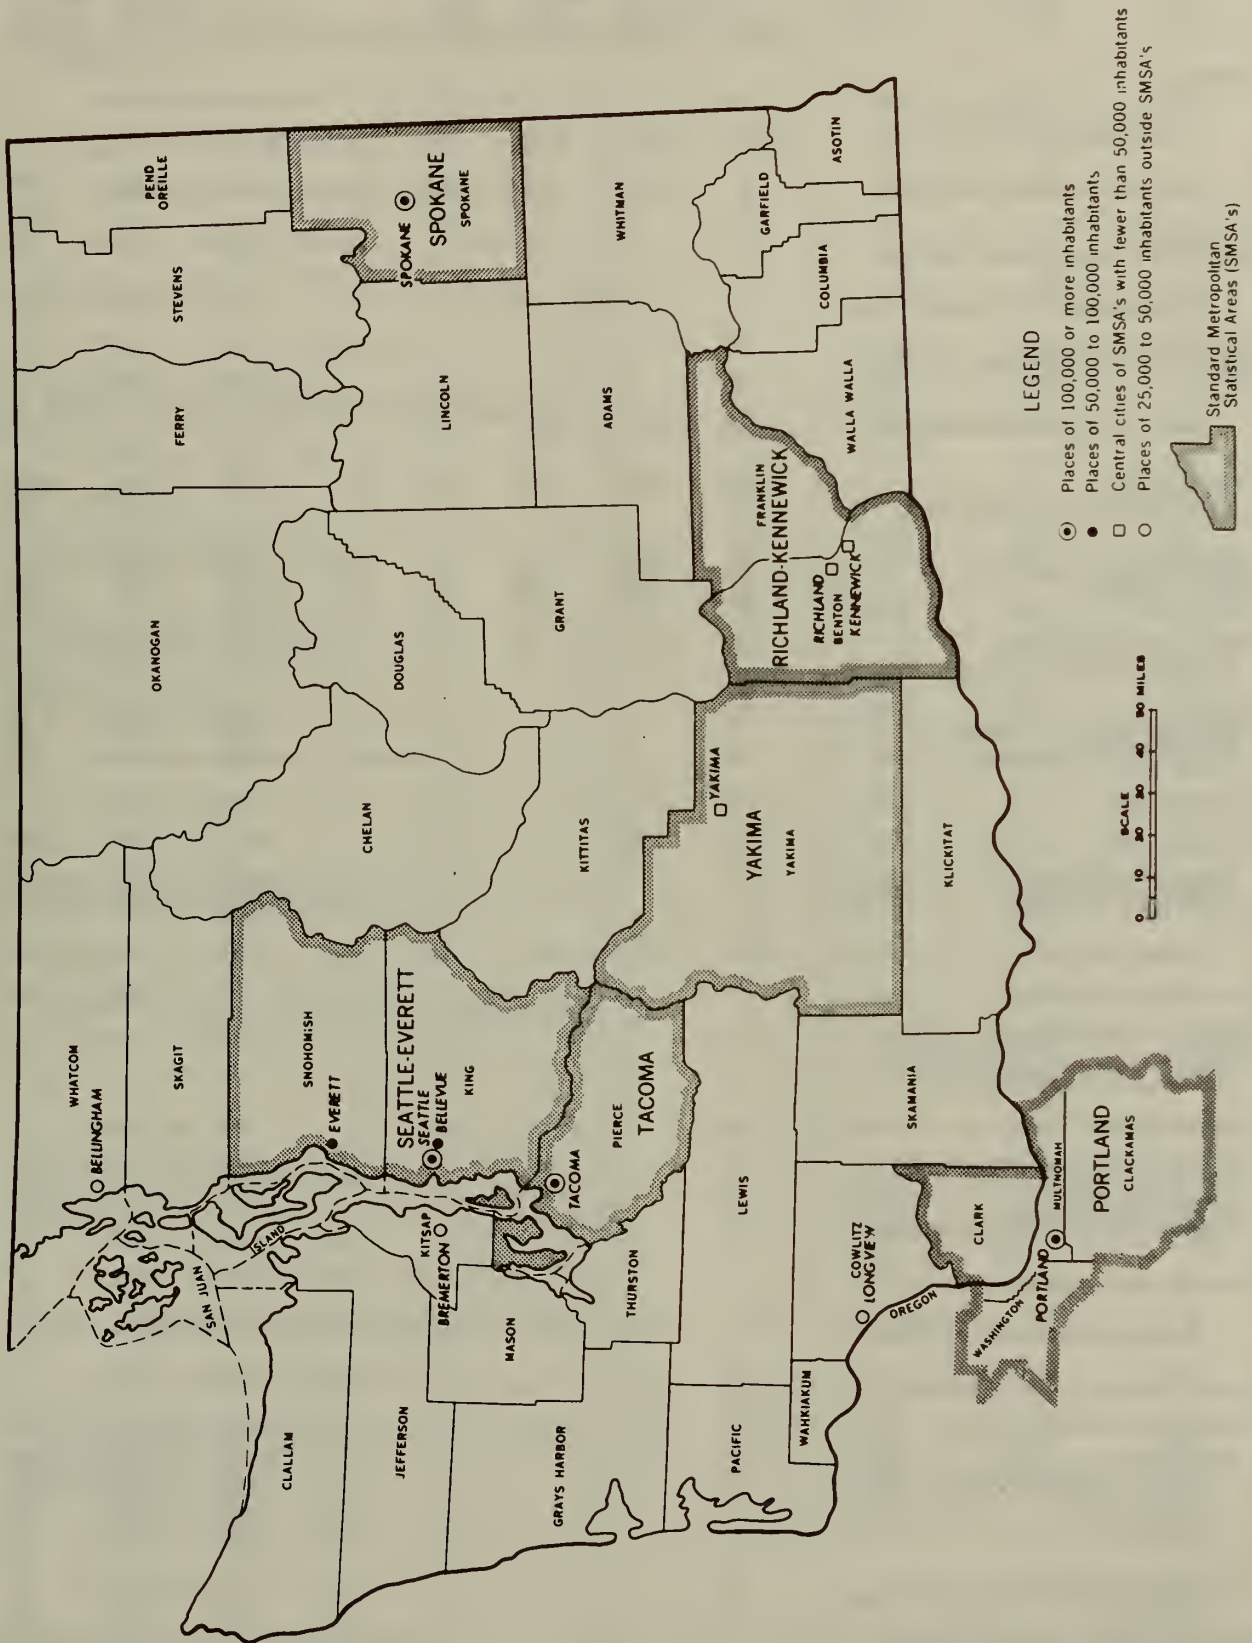 WHATCOM
BELLINGHAM
SAN JUAN
SKAGIT
ISLAND
SNOHOMISH
EVERETT
CLALLAM
JEFFERSON
KITSAP
BREMERTON
SEATTLE-EVERETT
SEATTLE
BELLEVUE
KING
MASON
GRAYS HARBOR
TACOMA
PIERCE
TACOMA
THURSTON
PACIFIC
LEWIS
WAHKIAKUM
COWLITZ
LONGVIEW
SKAMANIA
CLARK
OREGON
WASHINGTON
PORTLAND
MULTNOMAH
PORTLAND
CLACKAMAS
OKANOGAN
CHELAN
DOUGLAS
KITTITAS
GRANT
YAKIMA
YAKIMA
YAKIMA
KLICKITAT
FERRY
STEVENS
PEND
OREILLE
SPOKANE
SPOKANE
SPOKANE
LINCOLN
ADAMS
WHITMAN
FRANKLIN
RICHLAND-KENNEWICK
RICHLAND
BENTON
KENNEWICK
WALLA WALLA
COLUMBIA
GARFIELD
ASOTIN
SCALE
0 10 20 30 40 50 MILES
LEGEND
Places of 100,000 or more inhabitants
Places of 50,000 to 100,000 inhabitants
Central cities of SMSA's with fewer than 50,000 inhabitants
Places of 25,000 to 50,000 inhabitants outside SMSA's
Standard Metropolitan
Statistical Areas (SMSA's)